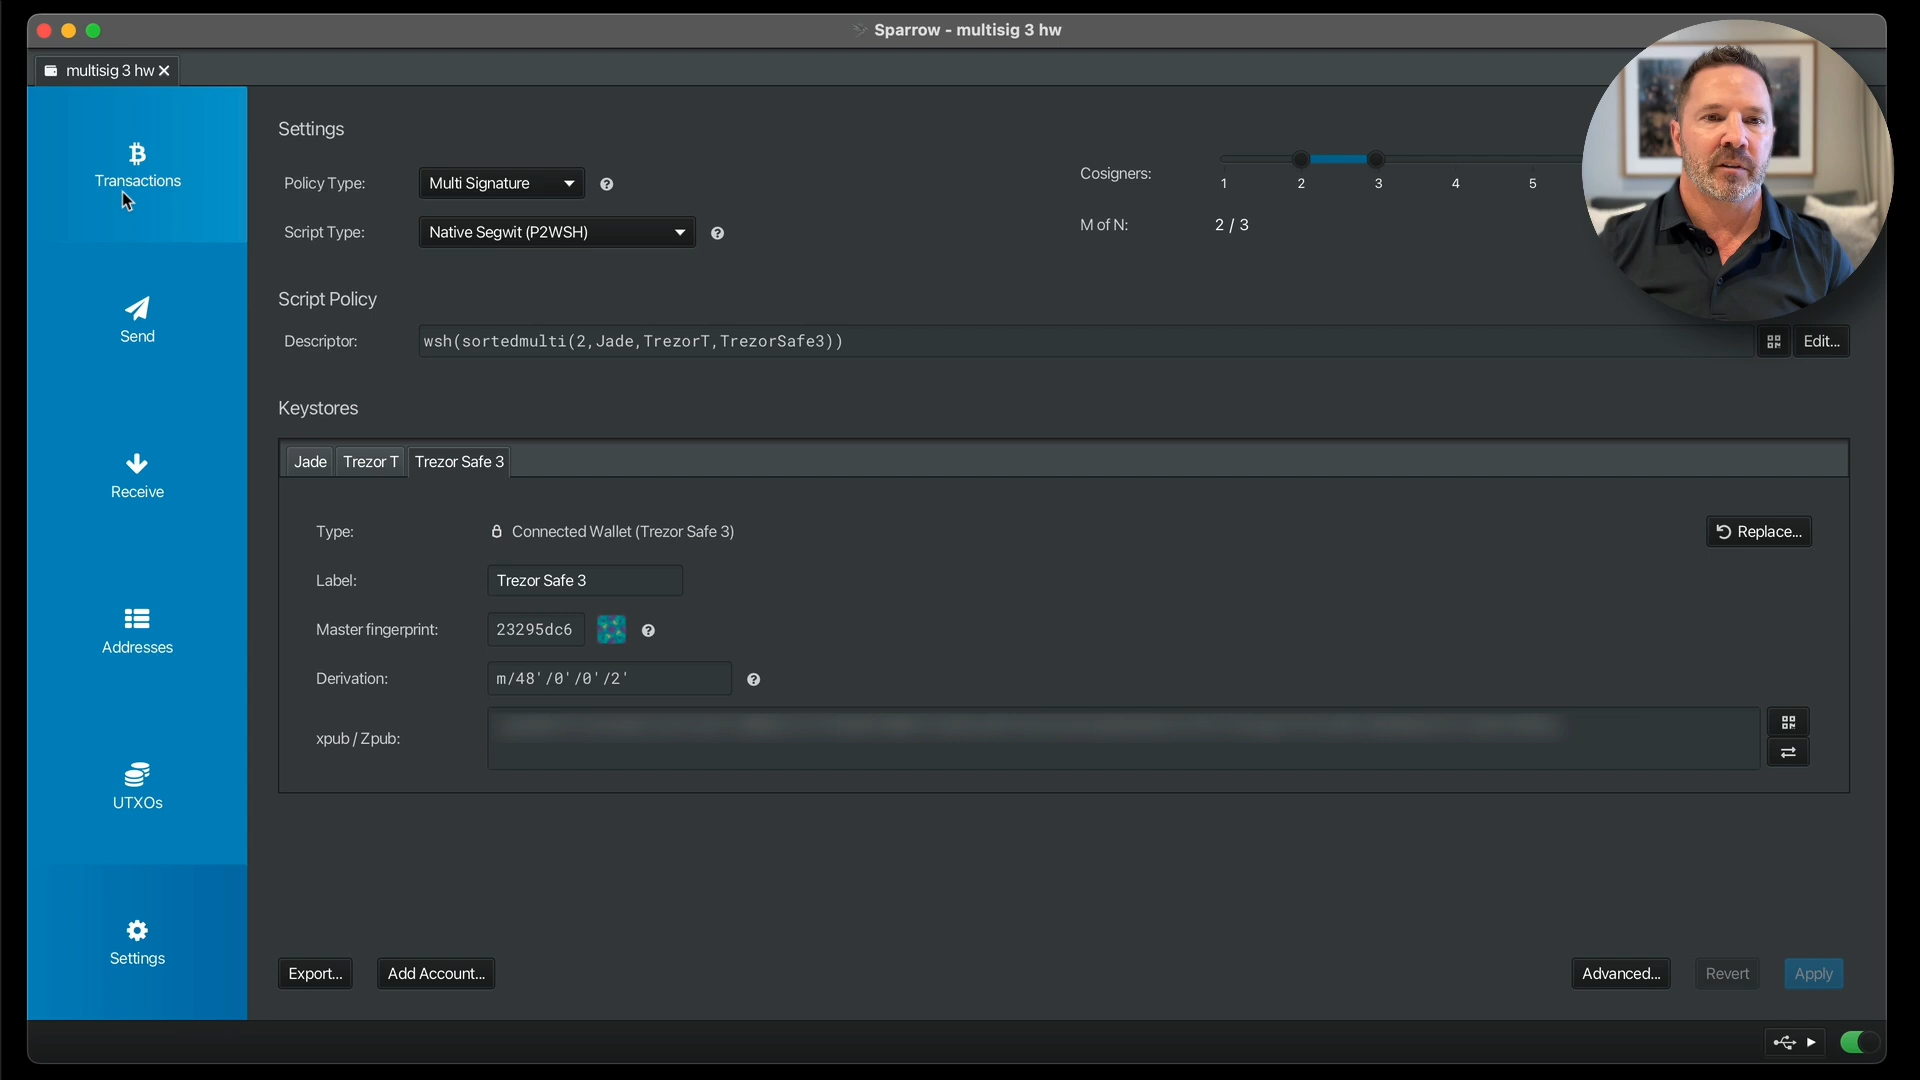 Sparrow - multisig 3 hw
multisig 3 hw
Transactions
Send
Receive
Addresses
UTXOs
Settings
Settings
Policy Type:
Multi Signature
Script Type:
Native Segwit (P2WSH)
Cosigners:
1 2 3 4 5
M of N:
2 / 3
Script Policy
Descriptor:
wsh(sortedmulti(2,Jade,TrezorT,TrezorSafe3))
Edit...
Keystores
Jade
Trezor T
Trezor Safe 3
Type:
Connected Wallet (Trezor Safe 3)
Replace...
Label:
Trezor Safe 3
Master fingerprint:
23295dc6
Derivation:
m/48'/0'/0'/2'
xpub / Zpub:
Export...
Add Account...
Advanced...
Revert
Apply